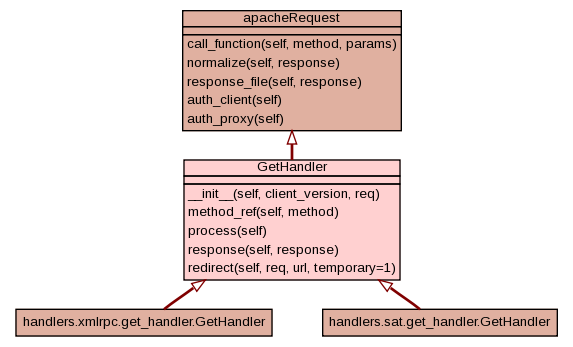 apacheRequest
call_function(self, method, params)
normalize(self, response)
response_file(self, response)
auth_client(self)
auth_proxy(self)
GetHandler
__init__(self, client_version, req)
method_ref(self, method)
process(self)
response(self, response)
redirect(self, req, url, temporary=1)
handlers.xmlrpc.get_handler.GetHandler
handlers.sat.get_handler.GetHandler